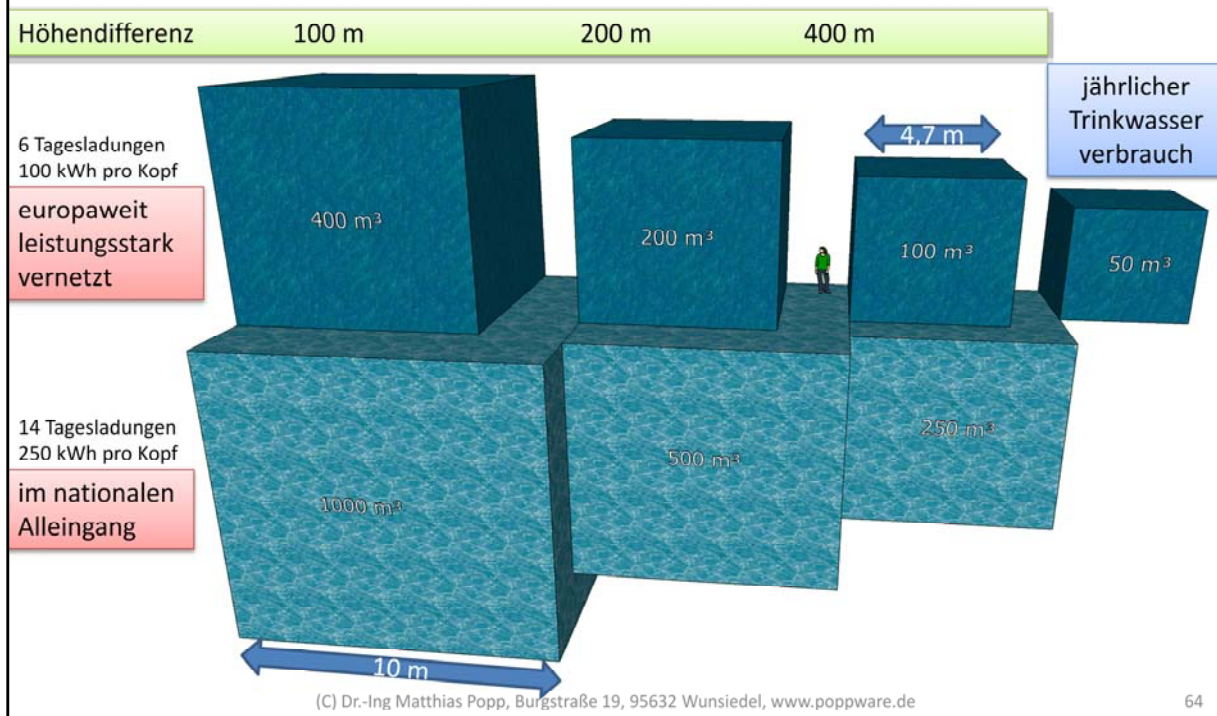 Höhendifferenz 100 m 200 m 400 m
jährlicher
Trinkwasser
verbrauch
6 Tagesladungen
100 kWh pro Kopf
europaweit
leistungsstark
vernetzt
4,7 m
400 m³
200 m³
100 m³
50 m³
14 Tagesladungen
250 kWh pro Kopf
im nationalen
Alleingang
1000 m³
500 m³
250 m³
10 m
(C) Dr.-Ing Matthias Popp, Burgstraße 19, 95632 Wunsiedel, www.poppware.de 64